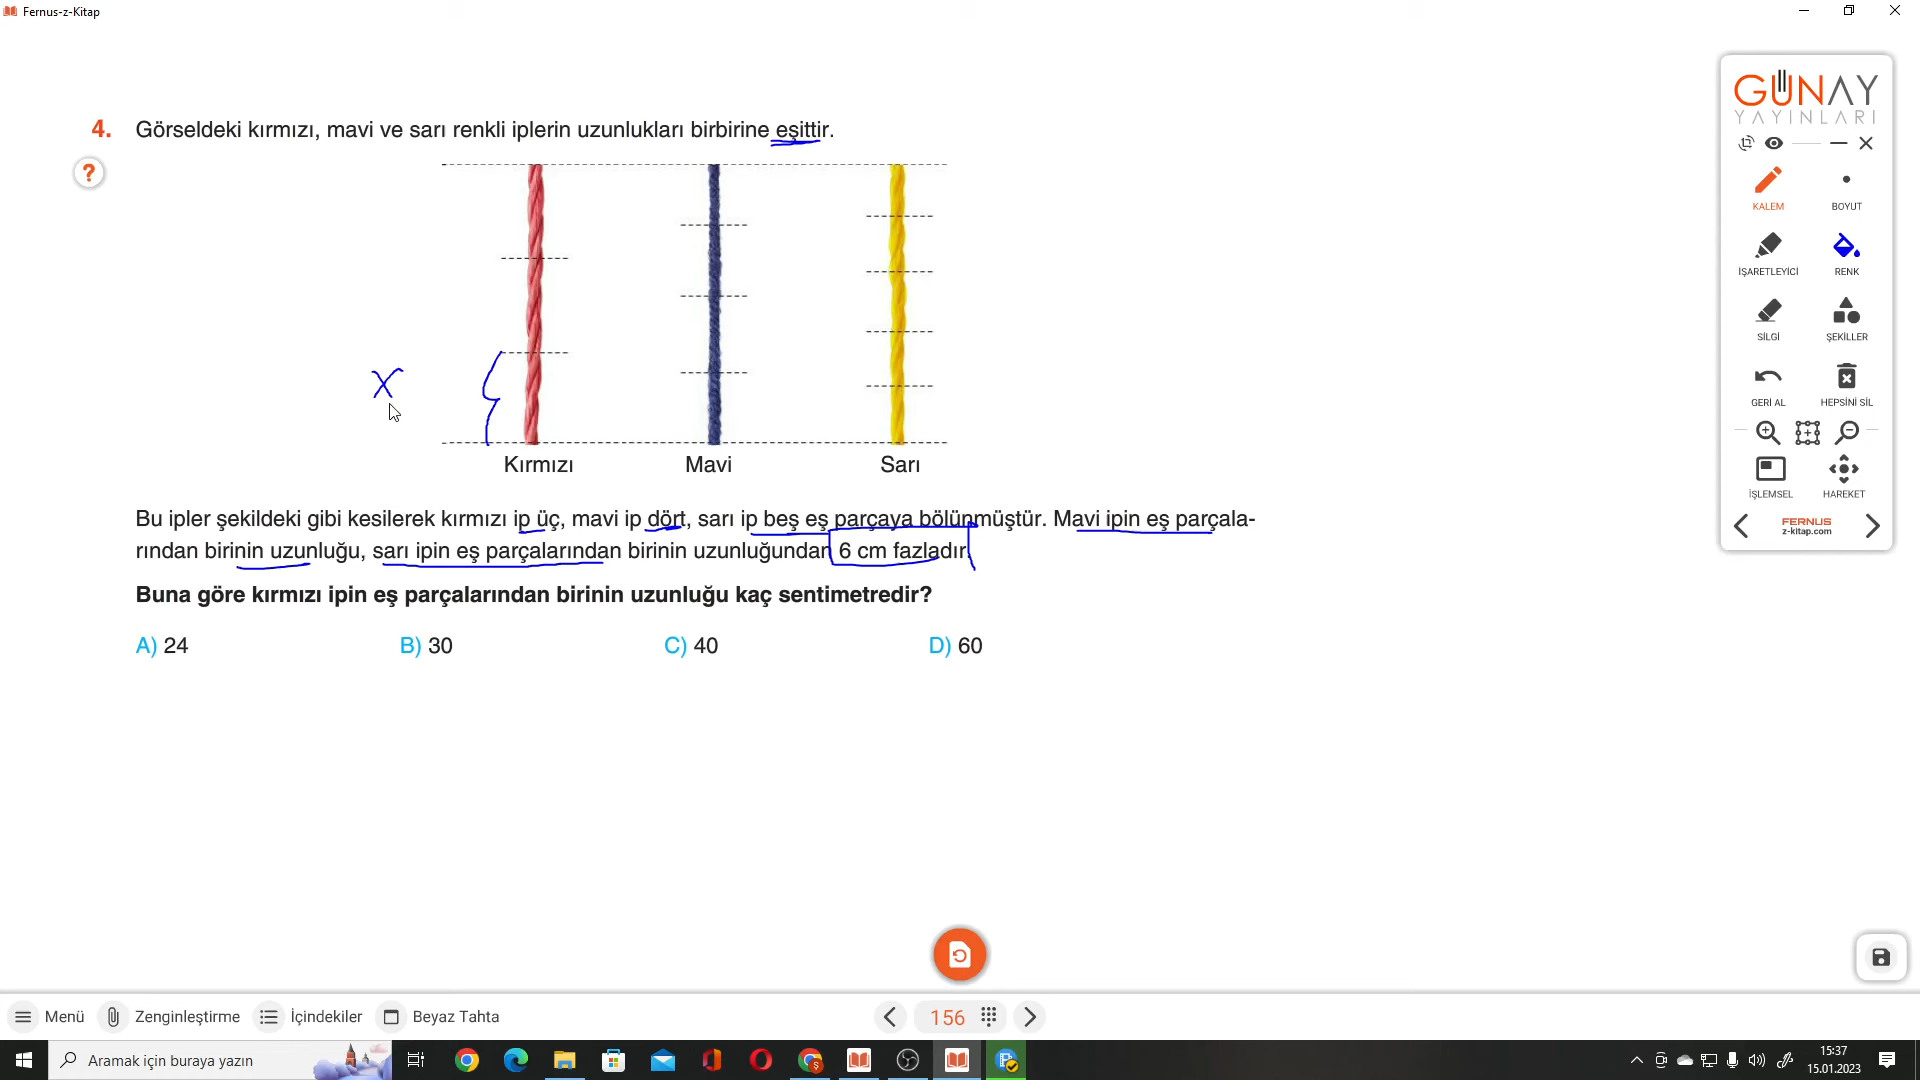 Fernus-z-Kitap
4. Görseldeki kırmızı, mavi ve sarı renkli iplerin uzunlukları birbirine eşittir.
?
X
Kırmızı Mavi Sarı
Bu ipler şekildeki gibi kesilerek kırmızı ip üç, mavi ip dört, sarı ip beş eş parçaya bölünmüştür. Mavi ipin eş parçala-
rından birinin uzunluğu, sarı ipin eş parçalarından birinin uzunluğundan 6 cm fazladır.
Buna göre kırmızı ipin eş parçalarından birinin uzunluğu kaç sentimetredir?
A) 24 B) 30 C) 40 D) 60
GÜNAY
YAYINLARI
KALEM BOYUT
İŞARETLEYİCİ RENK
SİLGİ ŞEKİLLER
GERİ AL HEPSİNİ SİL
İŞLEMSEL HAREKET
FERNUS
z-kitap.com
Menü Zenginleştirme İçindekiler Beyaz Tahta 156
Aramak için buraya yazın
15:37
15.01.2023